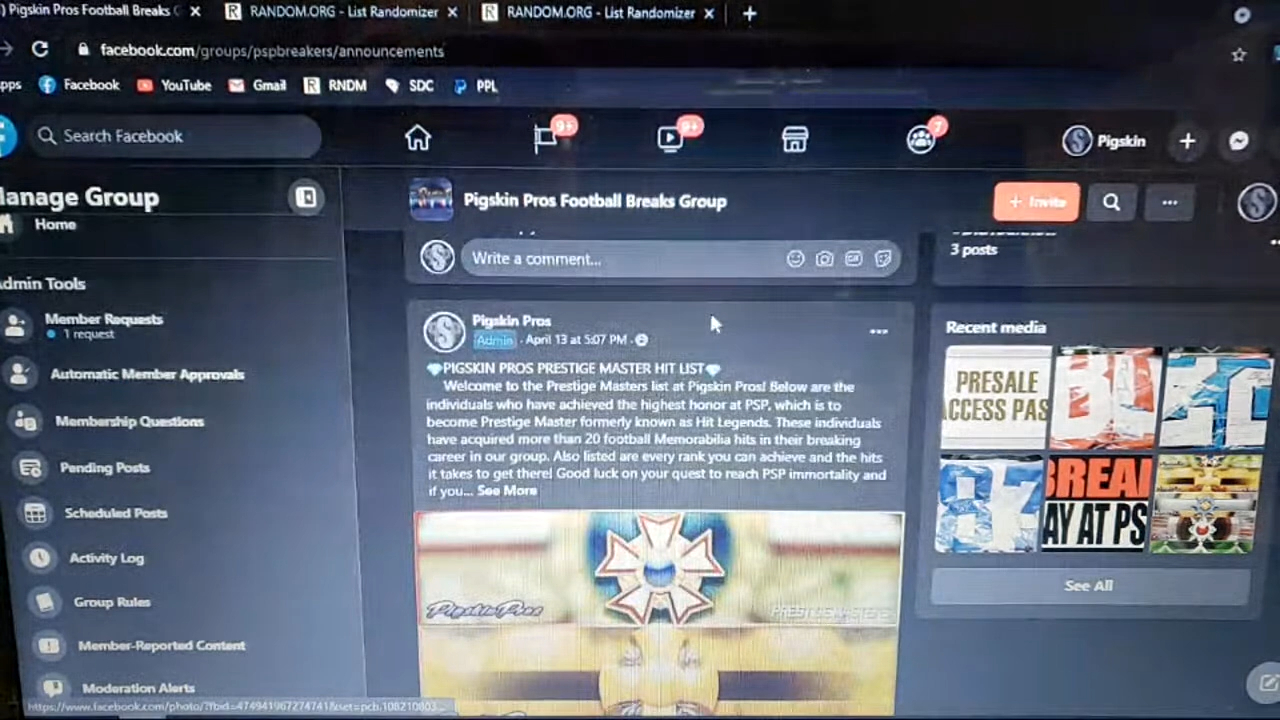 ) Pigskin Pros Football Breaks
RANDOM.ORG - List Randomizer
RANDOM.ORG - List Randomizer
facebook.com/groups/pspbreakers/announcements
pps
Facebook
YouTube
Gmail
RNDM
SDC
PPL
Search Facebook
9+
9+
7
Pigskin
Manage Group
Home
Admin Tools
Member Requests
1 request
Automatic Member Approvals
Membership Questions
Pending Posts
Scheduled Posts
Activity Log
Group Rules
Member-Reported Content
Moderation Alerts
Pigskin Pros Football Breaks Group
+ Invite
Write a comment...
GIF
Pigskin Pros
Admin · April 13 at 5:07 PM ·
💎PIGSKIN PROS PRESTIGE MASTER HIT LIST💎
Welcome to the Prestige Masters list at Pigskin Pros! Below are the
individuals who have achieved the highest honor at PSP, which is to
become Prestige Master formerly known as Hit Legends. These individuals
have acquired more than 20 football Memorabilia hits in their breaking
career in our group. Also listed are every rank you can achieve and the hits
it takes to get there! Good luck on your quest to reach PSP immortality and
if you... See More
PigskinPros
PRESTIGE MASTERS
3 posts
Recent media
PRESALE
ACCESS PAS
BREA
AY AT PS
See All